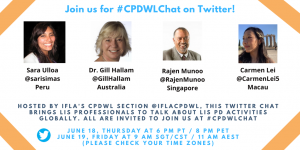 Join us for #CPDWLChat on Twitter!
Sara Ulloa
@sarisimas
Peru
Dr. Gill Hallam
@GillHallam
Australia
Rajen Munoo
@RajenMunoo
Singapore
Carmen Lei
@CarmenLei5
Macau
HOSTED BY IFLA'S CPDWL SECTION @IFLACPDWL, THIS TWITTER CHAT
BRINGS LIS PROFESSIONALS TO TALK ABOUT LIS PD ACTIVITIES
GLOBALLY. ALL ARE INVITED TO JOIN US AT #CPDWLCHAT
JUNE 18, THURSDAY AT 6 PM PT / 8 PM PET
JUNE 19, FRIDAY AT 9 AM SGT/CST / 11 AM AEST
(PLEASE CHECK YOUR TIME ZONES)